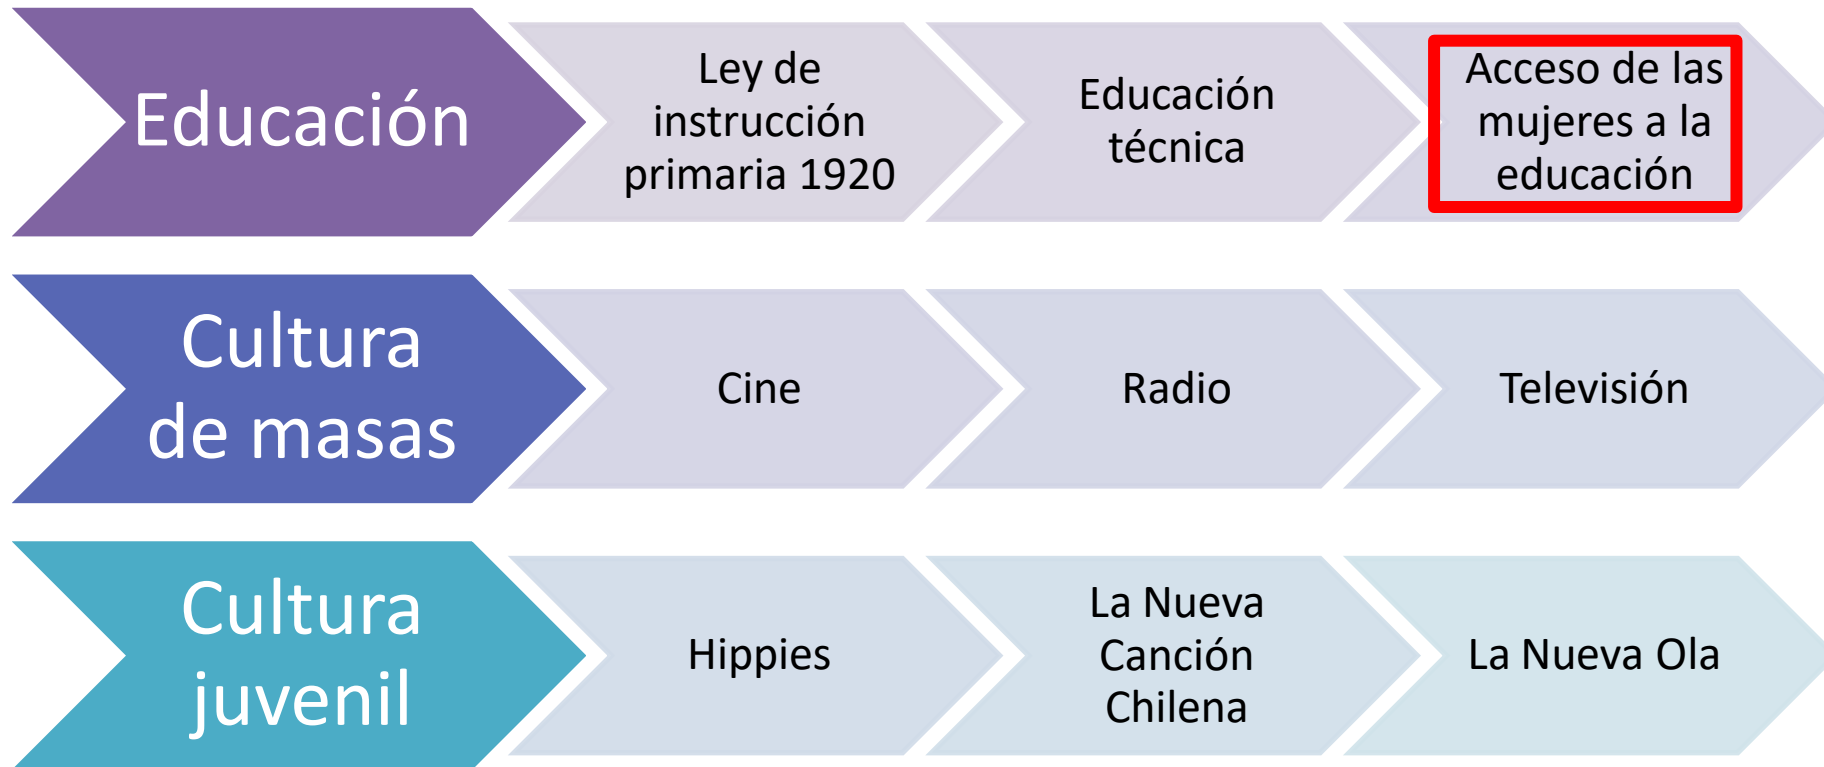 Educación
Ley de
instrucción
primaria 1920
Educación
técnica
Acceso de las
mujeres a la
educación
Cultura
de masas
Cine
Radio
Televisión
Cultura
juvenil
Hippies
La Nueva
Canción
Chilena
La Nueva Ola